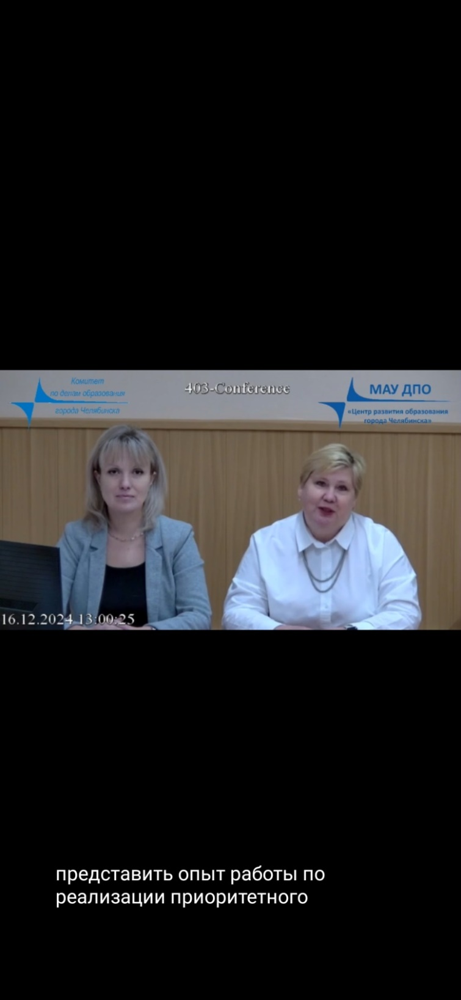 Комитет
по делам образования
города Челябинска
403-Conference
МАУ ДПО
«Центр развития образования
города Челябинска»
16.12.2024 13:00:25
представить опыт работы по
реализации приоритетного